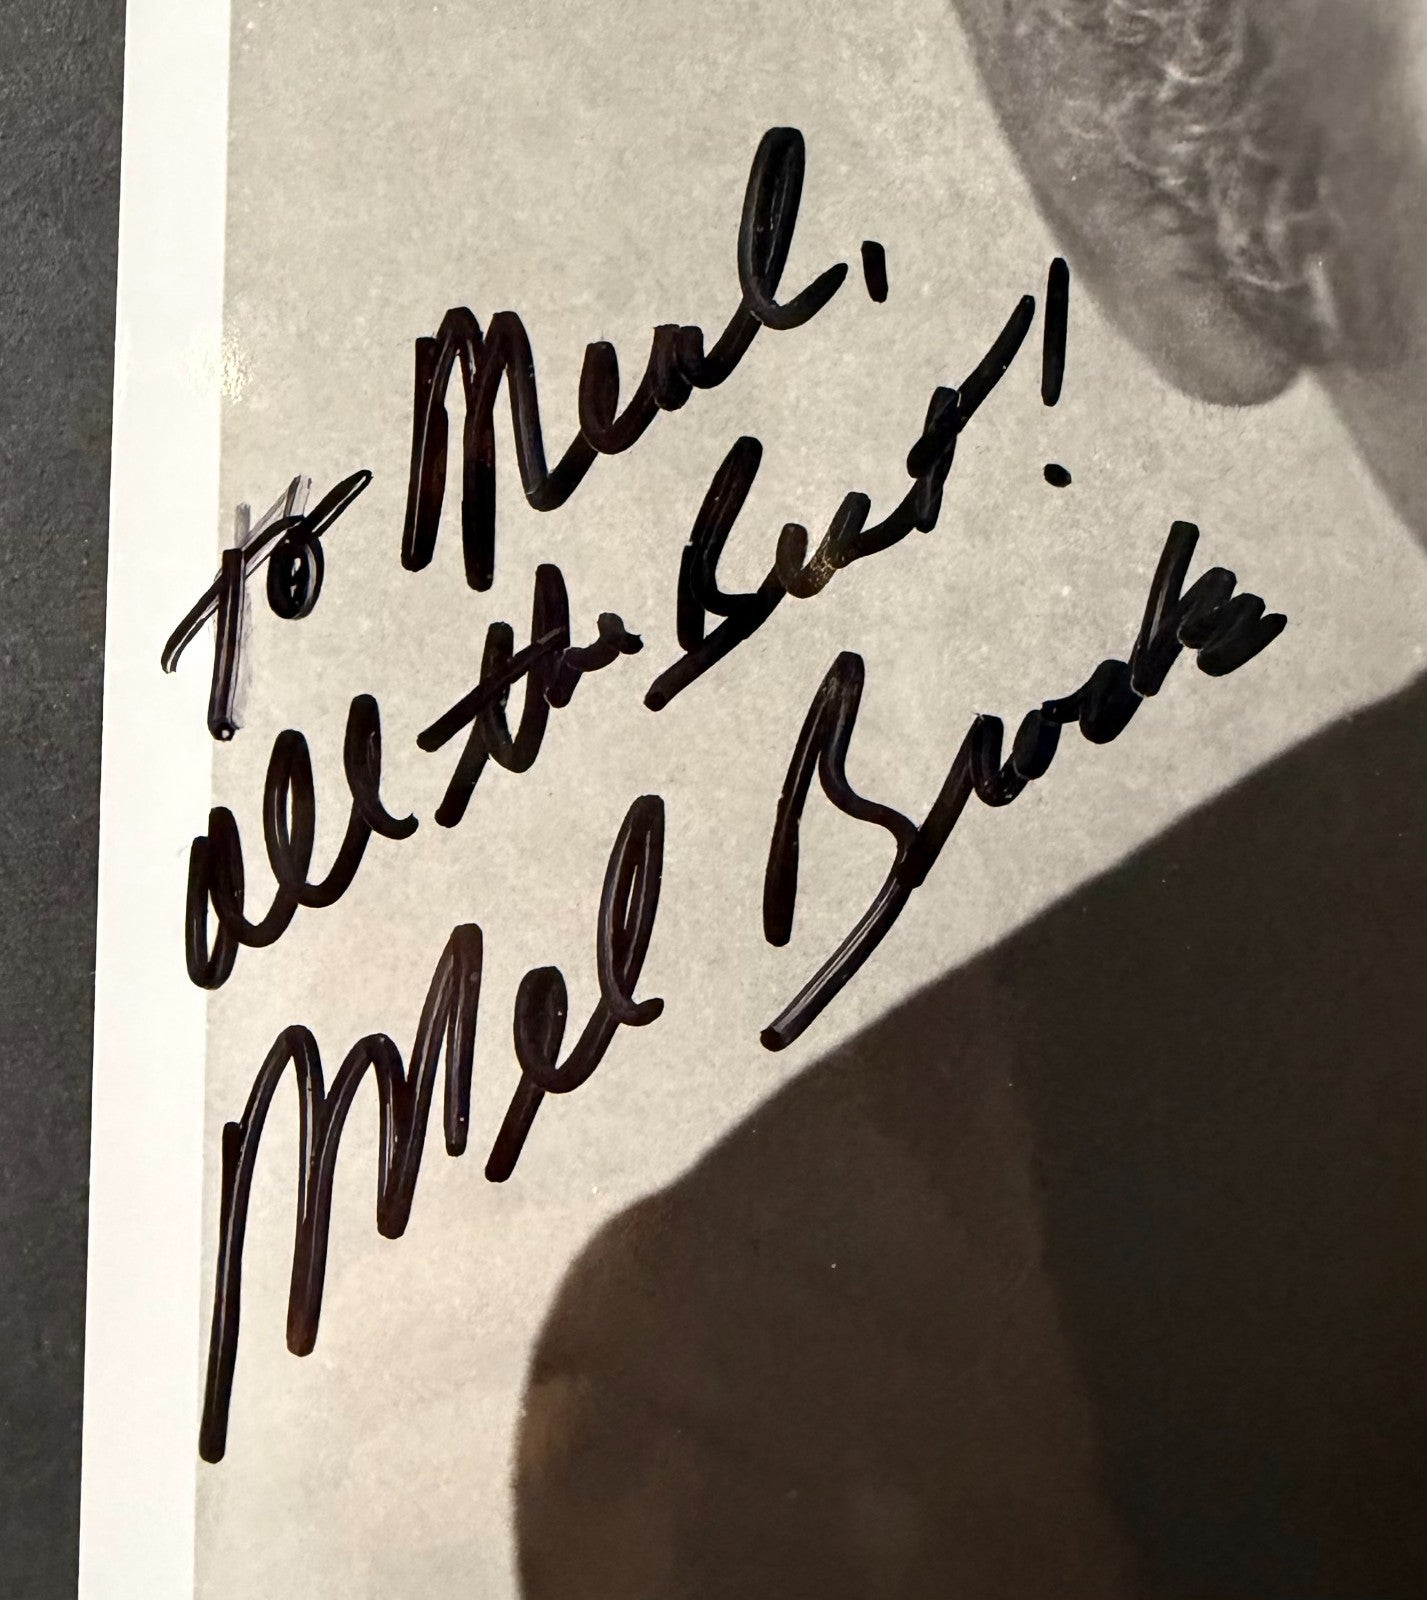 To Neal,
all the Best!
Mel Brooks